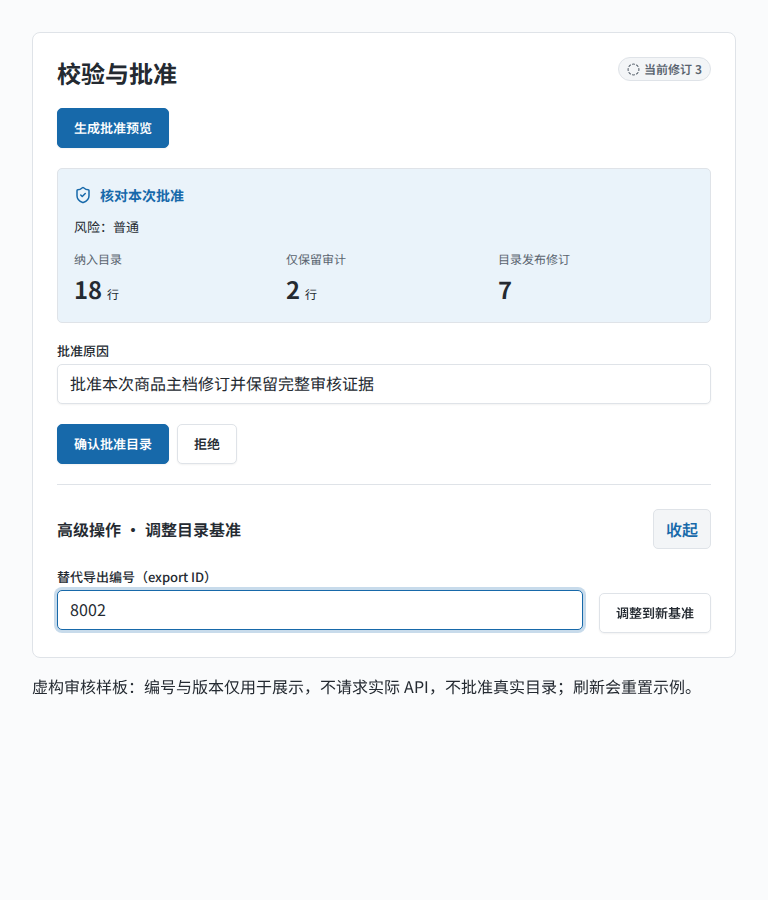 校验与批准
当前修订 3
生成批准预览
核对本次批准
风险：普通
纳入目录
仅保留审计
目录发布修订
18 行
2 行
7
批准原因
批准本次商品主档修订并保留完整审核证据
确认批准目录
拒绝
高级操作 · 调整目录基准
收起
替代导出编号（export ID）
8002
调整到新基准
虚构审核样板：编号与版本仅用于展示，不请求实际 API，不批准真实目录；刷新会重置示例。